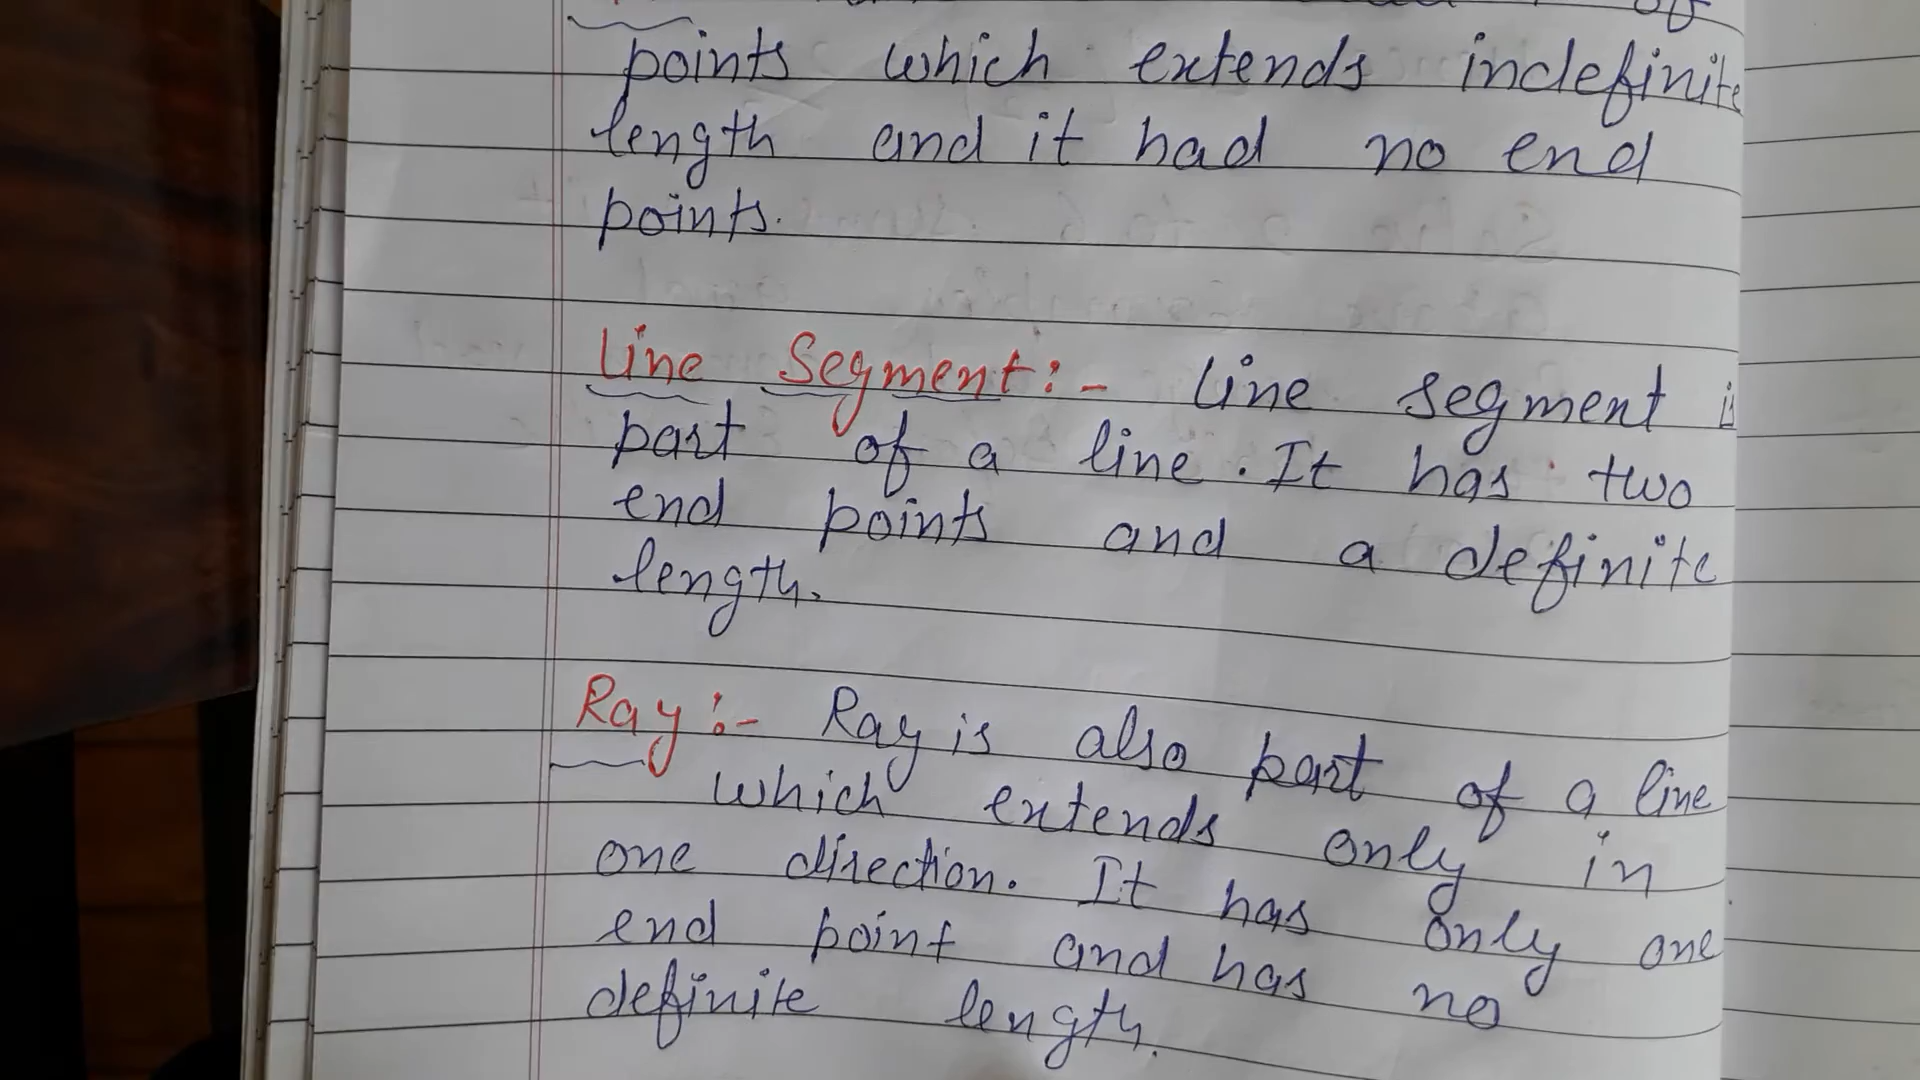 of
points which extends indefinite
length and it had no end
points.
Line Segment:- Line segment is
part of a line. It has two
end points and a definite
length.
Ray:- Ray is also part of a line
which extends only in
one direction. It has only one
end point and has no
definite length.